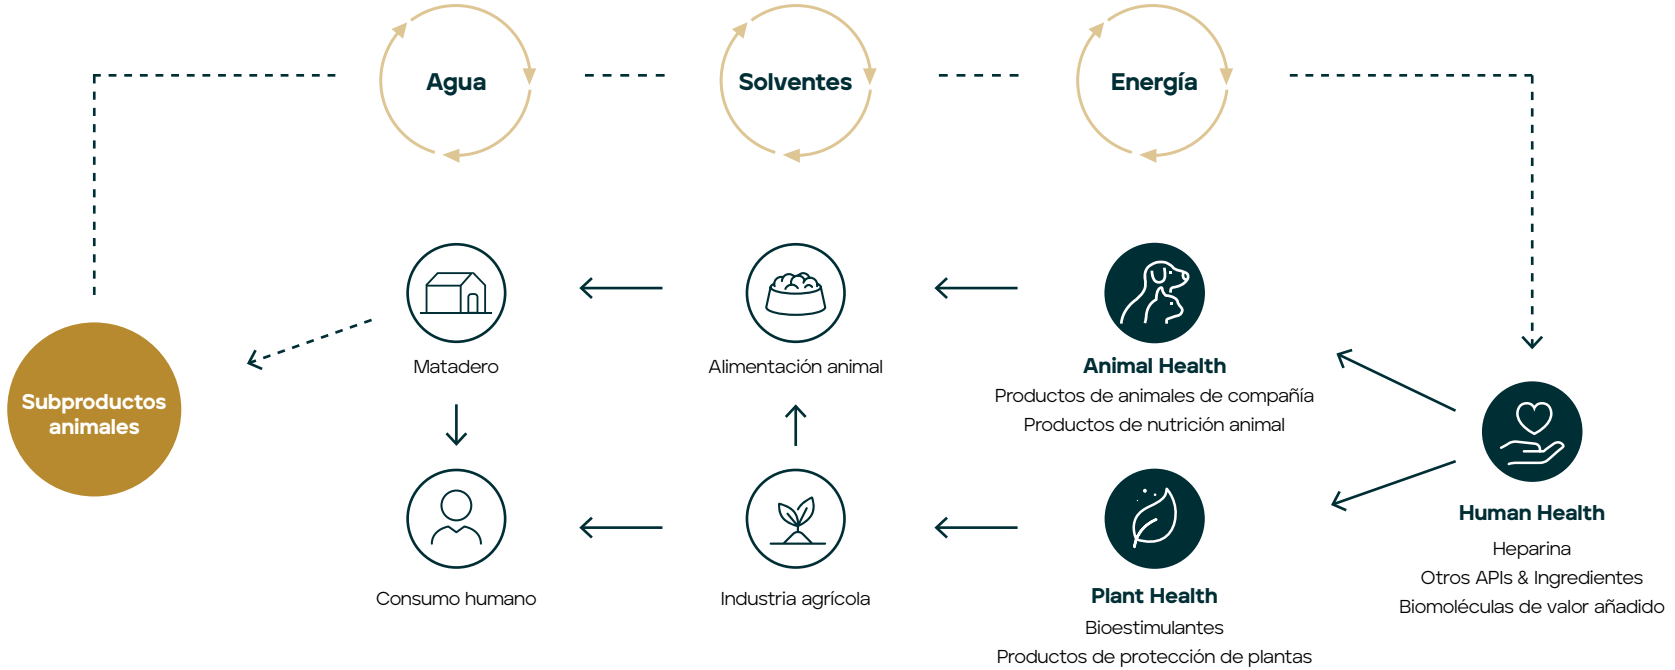 Agua
Solventes
Energía
Subproductos
animales
Matadero
Alimentación animal
Animal Health
Productos de animales de compañía
Productos de nutrición animal
Human Health
Heparina
Otros APIs & Ingredientes
Biomoléculas de valor añadido
Consumo humano
Industria agrícola
Plant Health
Bioestimulantes
Productos de protección de plantas